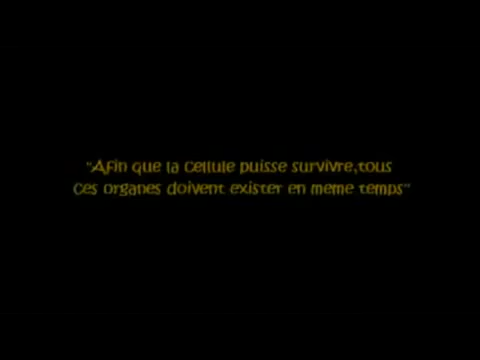 "Afin que la cellule puisse survivre,tous
ces organes doivent exister en meme temps"